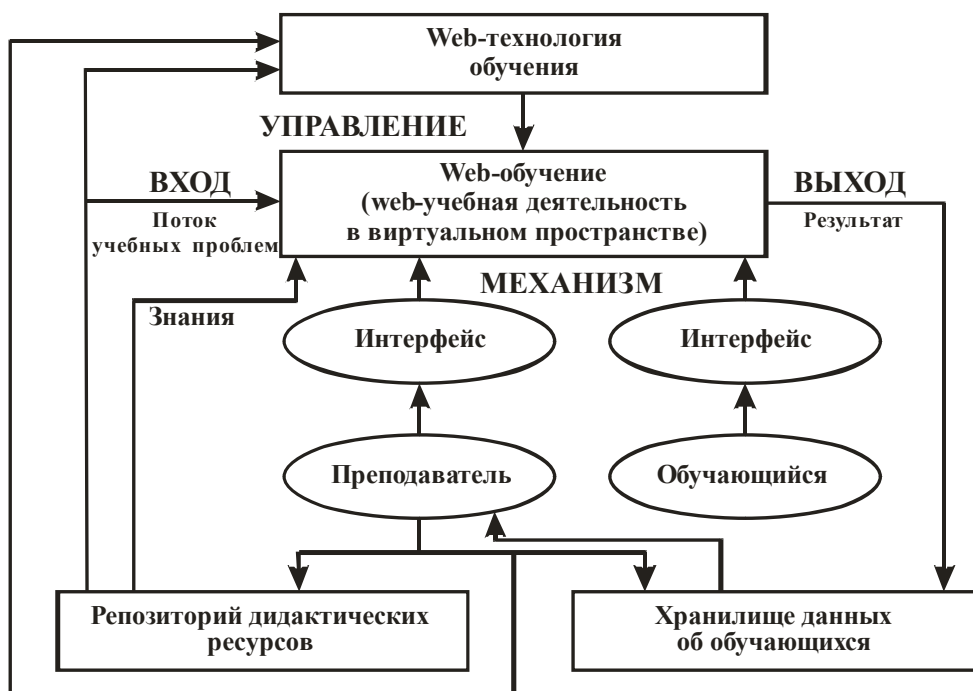 Web-технология
обучения
УПРАВЛЕНИЕ
ВХОД
Поток
учебных проблем
Web-обучение
(web-учебная деятельность
в виртуальном пространстве)
ВЫХОД
Результат
МЕХАНИЗМ
Знания
Интерфейс
Интерфейс
Преподаватель
Обучающийся
Репозиторий дидактических
ресурсов
Хранилище данных
об обучающихся